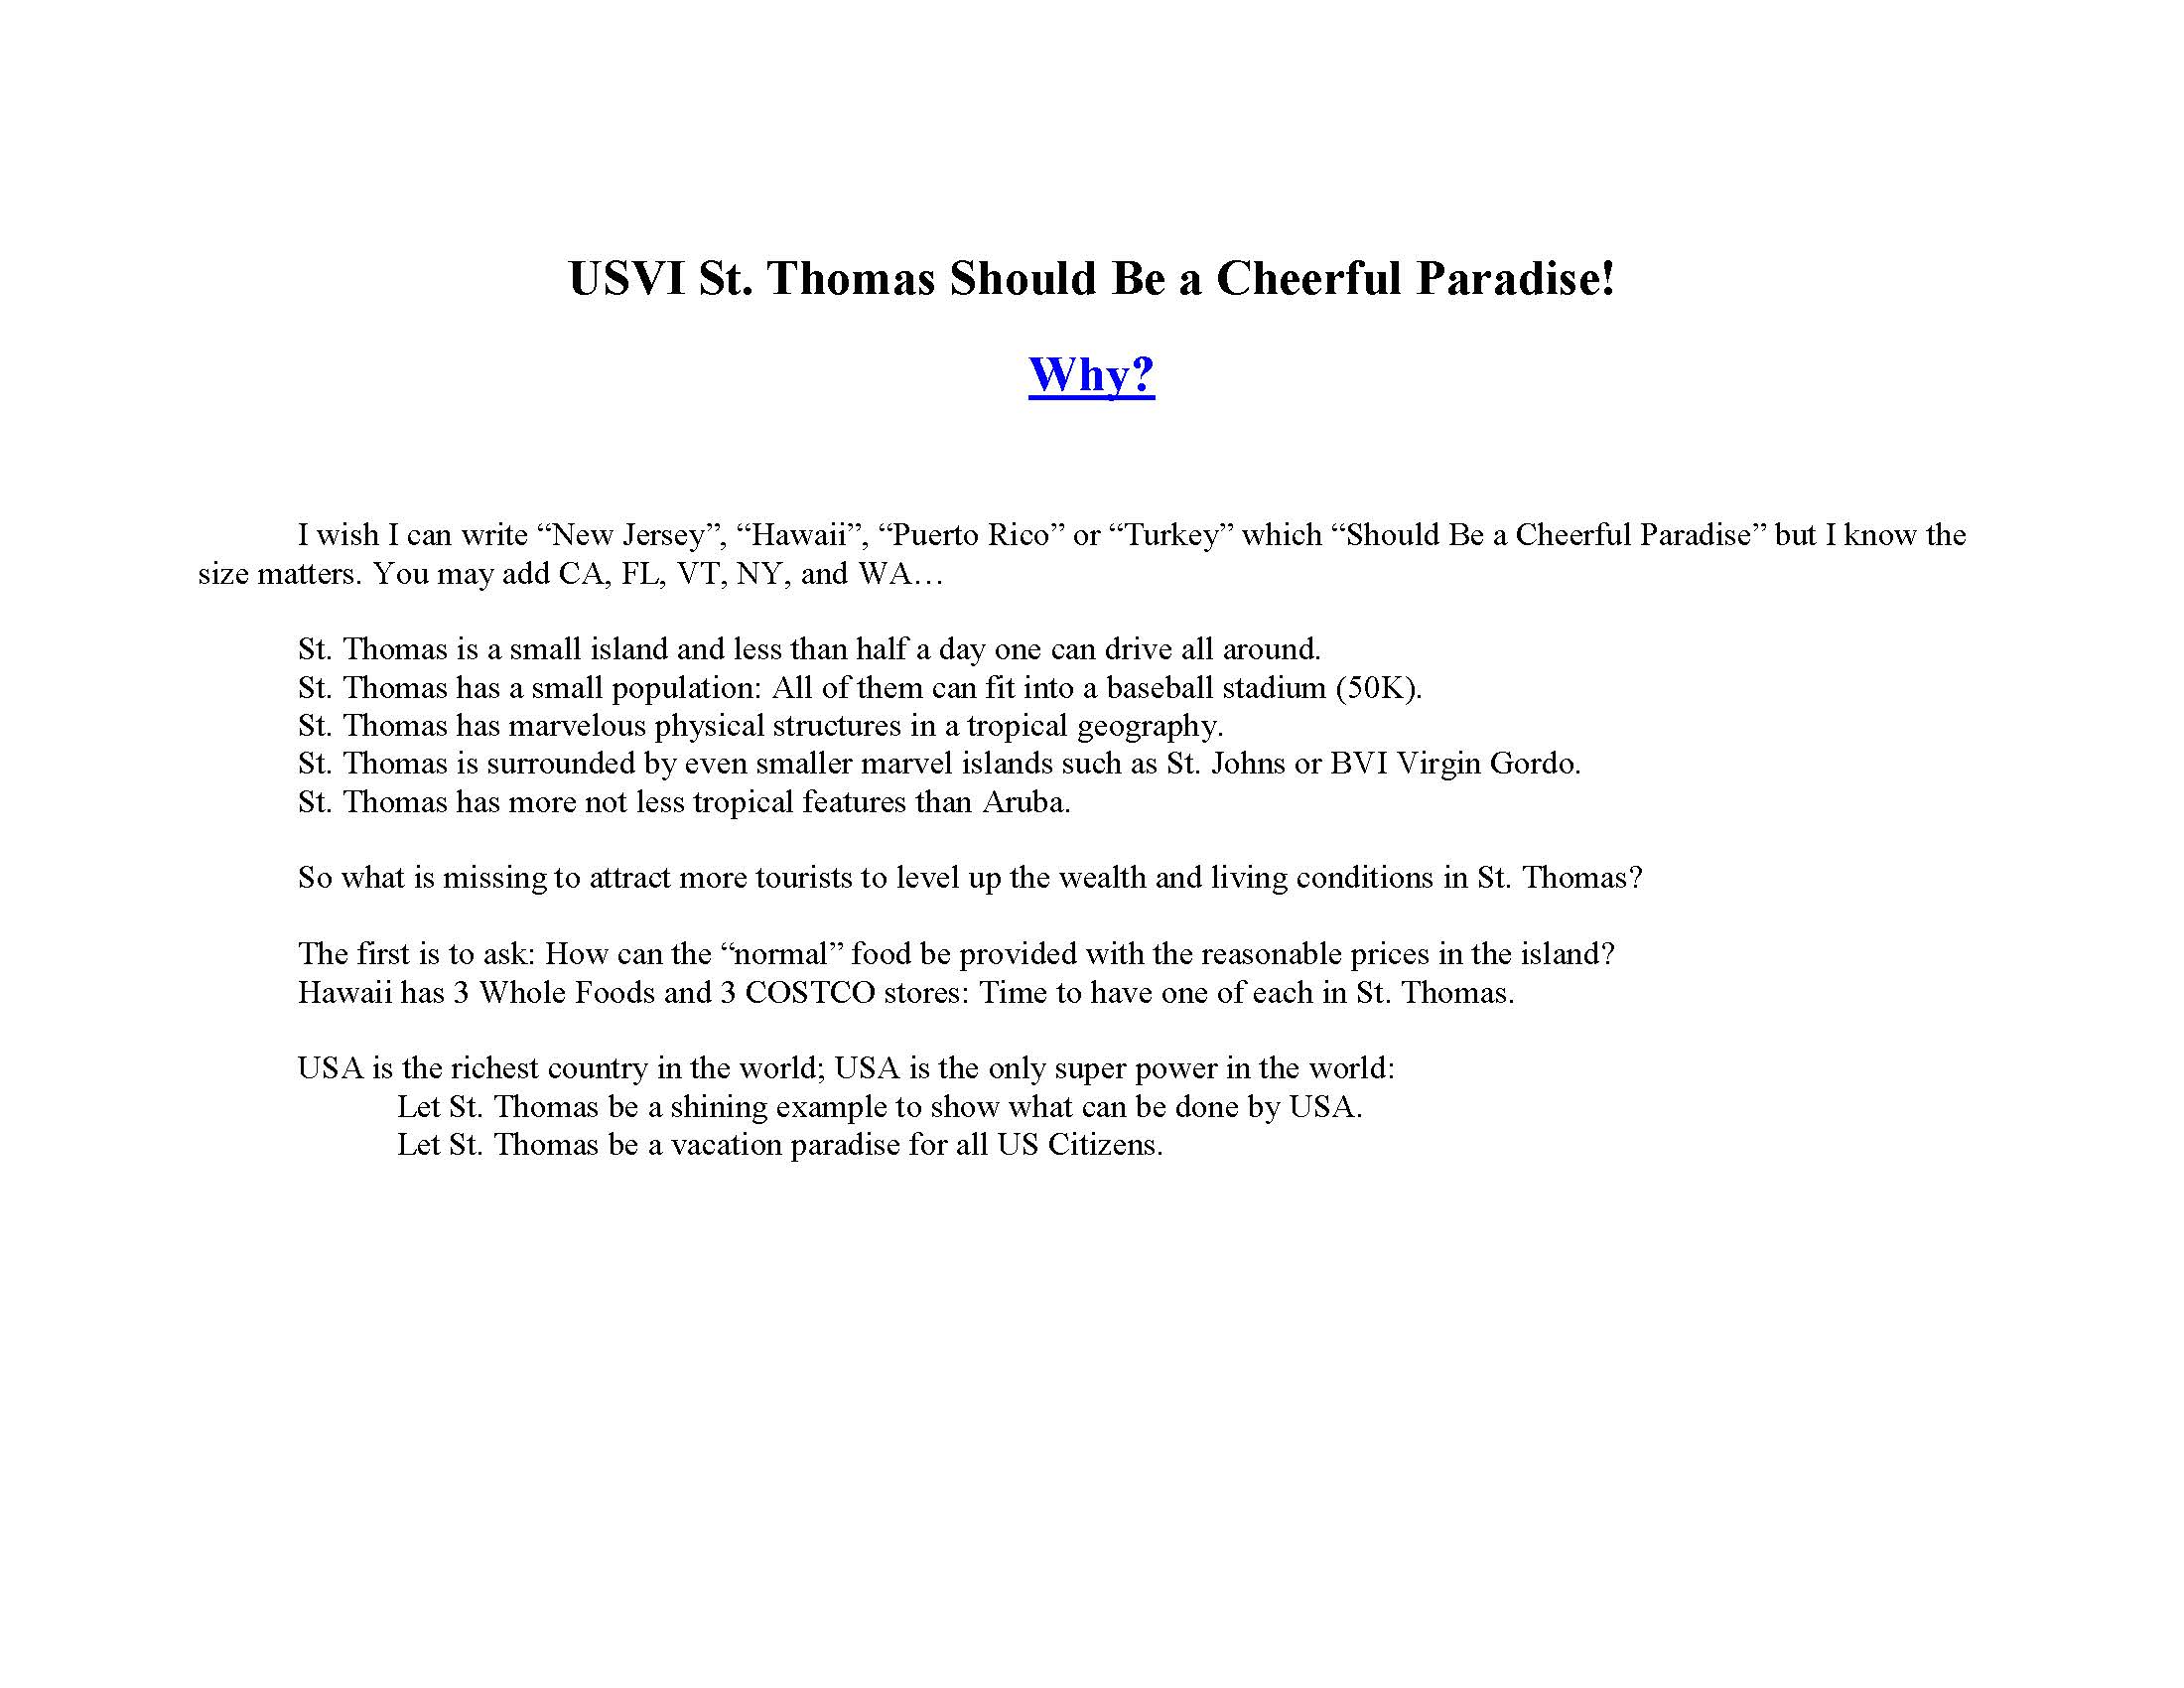 USVI St. Thomas Should Be a Cheerful Paradise!
Why?
I wish I can write “New Jersey”, “Hawaii”, “Puerto Rico” or “Turkey” which “Should Be a Cheerful Paradise” but I know the
size matters. You may add CA, FL, VT, NY, and WA…
St. Thomas is a small island and less than half a day one can drive all around.
St. Thomas has a small population: All of them can fit into a baseball stadium (50K).
St. Thomas has marvelous physical structures in a tropical geography.
St. Thomas is surrounded by even smaller marvel islands such as St. Johns or BVI Virgin Gordo.
St. Thomas has more not less tropical features than Aruba.
So what is missing to attract more tourists to level up the wealth and living conditions in St. Thomas?
The first is to ask: How can the “normal” food be provided with the reasonable prices in the island?
Hawaii has 3 Whole Foods and 3 COSTCO stores: Time to have one of each in St. Thomas.
USA is the richest country in the world; USA is the only super power in the world:
Let St. Thomas be a shining example to show what can be done by USA.
Let St. Thomas be a vacation paradise for all US Citizens.